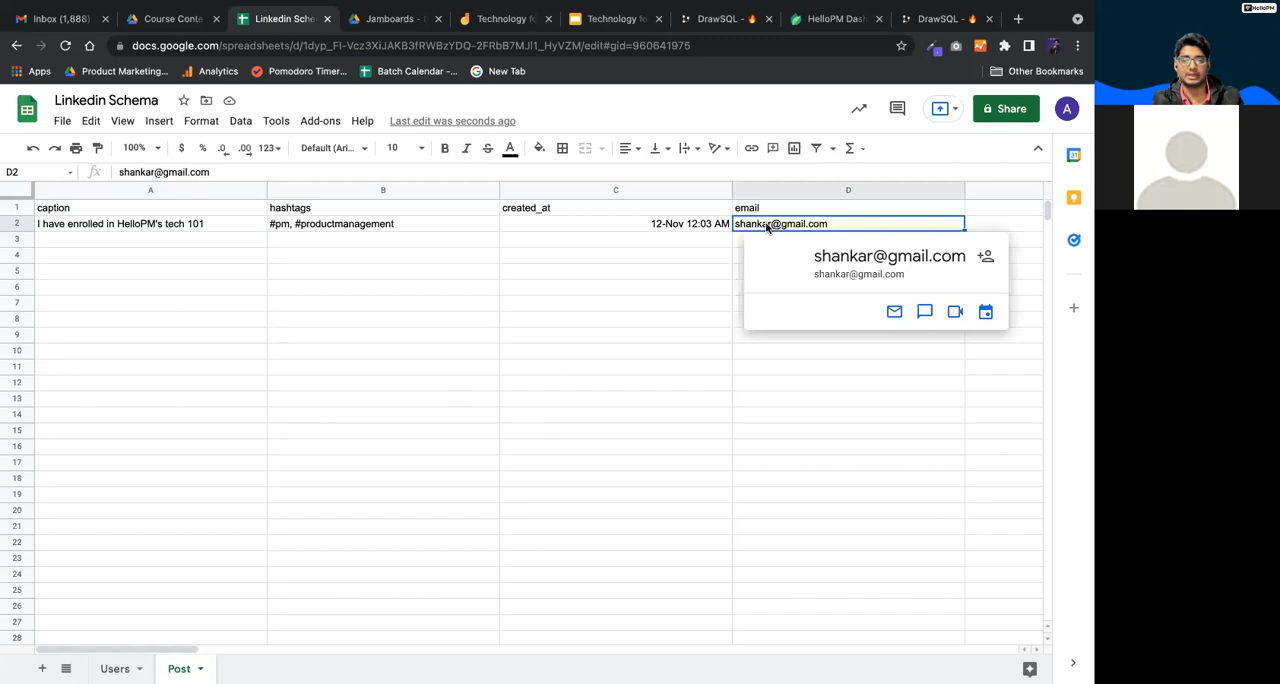 Inbox (1,888)
Course Conte
Linkedin Sche
Jamboards -
Technology fo
Technology fo
DrawSQL -
HelloPM Dash
DrawSQL -
docs.google.com/spreadsheets/d/1dyp_FI-Vcz3XiJAKB3fRWBzYDQ-2FRbB7MJI1_HyVZM/edit#gid=960641975
Apps
Product Marketing...
Analytics
Pomodoro Timer...
Batch Calendar -...
New Tab
Other Bookmarks
HelloPM
Linkedin Schema
File Edit View Insert Format Data Tools Add-ons Help Last edit was seconds ago
Share
A
100% $ % .0 .00 123 Default (Ari... 10 B I S A
31
D2 fx shankar@gmail.com
A B C D
1 caption hashtags created_at email
2 I have enrolled in HelloPM's tech 101 #pm, #productmanagement 12-Nov 12:03 AM shankar@gmail.com
3
4
5
6
7
8
9
10
11
12
13
14
15
16
17
18
19
20
21
22
23
24
25
26
27
28
shankar@gmail.com
shankar@gmail.com
Users Post